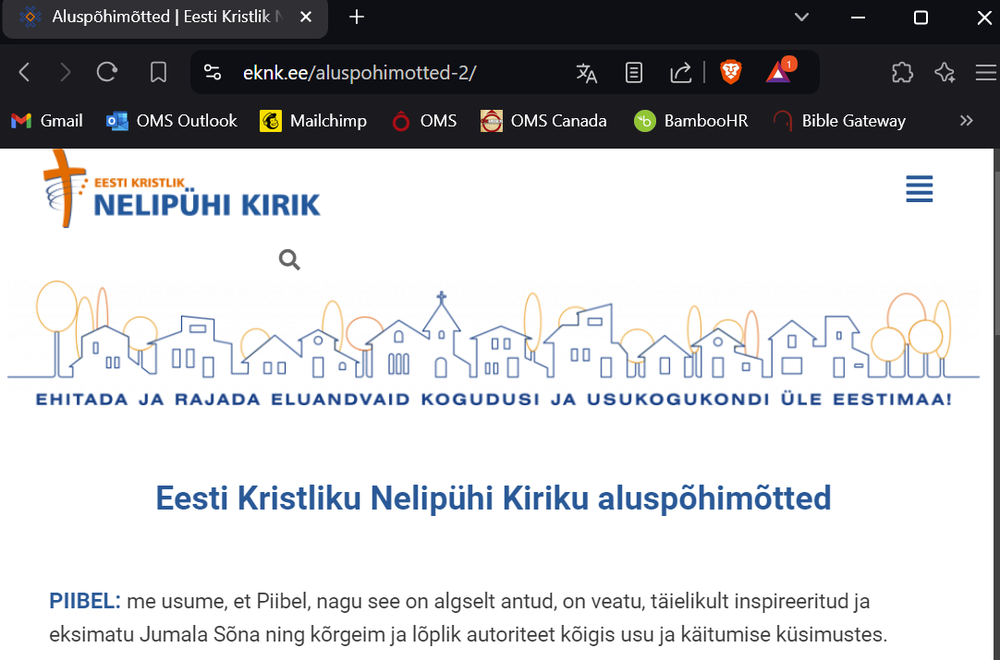 Aluspõhimõtted | Eesti Kristlik N
eknk.ee/aluspohimotted-2/
1
Gmail
OMS Outlook
Mailchimp
OMS
OMS Canada
BambooHR
Bible Gateway
EESTI KRISTLIK
NELIPÜHI KIRIK
EHITADA JA RAJADA ELUANDVAID KOGUDUSI JA USUKOGUKONDI ÜLE EESTIMAA!
Eesti Kristliku Nelipühi Kiriku aluspõhimõtted
PIIBEL: me usume, et Piibel, nagu see on algselt antud, on veatu, täielikult inspireeritud ja
eksimatu Jumala Sõna ning kõrgeim ja lõplik autoriteet kõigis usu ja käitumise küsimustes.